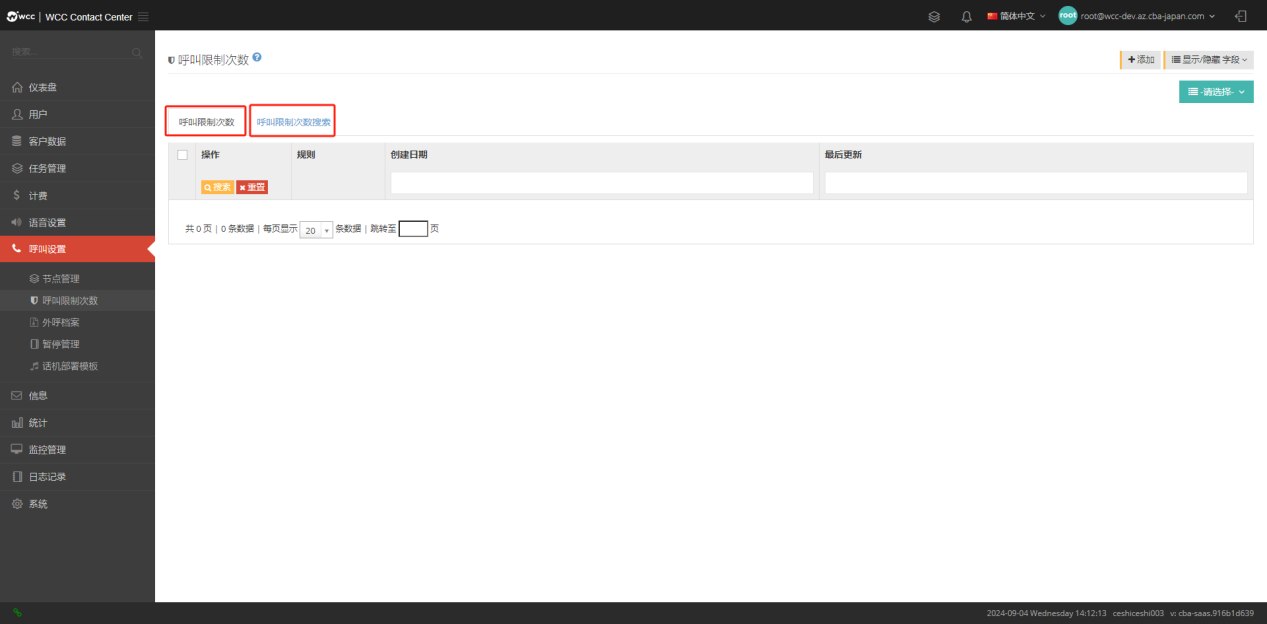 wcc | WCC Contact Center
简体中文
root
root@wcc-dev.az.cba-japan.com
搜索...
仪表盘
用户
客户数据
任务管理
计费
语音设置
呼叫设置
节点管理
呼叫限制次数
外呼档案
暂停管理
话机部署模板
信息
统计
监控管理
日志记录
系统
呼叫限制次数
添加
显示/隐藏 字段
-请选择-
呼叫限制次数
呼叫限制次数搜索
操作
规则
创建日期
最后更新
搜索
重置
共 0 页 | 0 条数据 | 每页显示 20 条数据 | 跳转至 页
2024-09-04 Wednesday 14:12:13 ceshiceshi003 v: cba-saas.916b1d639